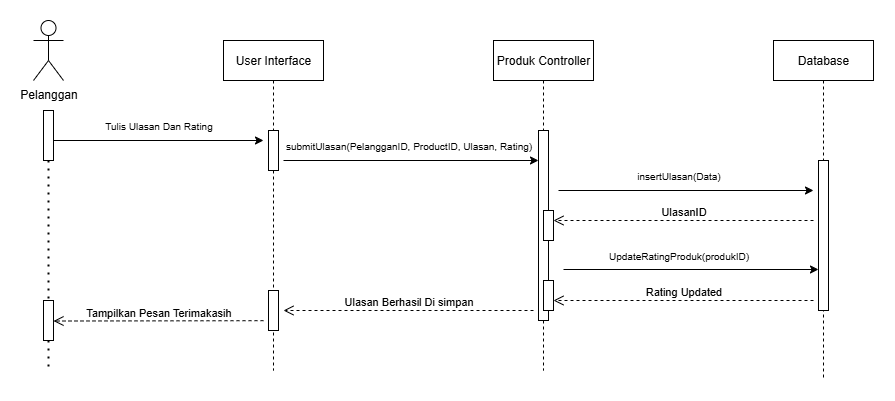 User Interface
Produk Controller
Database
Pelanggan
Tulis Ulasan Dan Rating
submitUlasan(PelangganID, ProductID, Ulasan, Rating)
insertUlasan(Data)
UlasanID
UpdateRatingProduk(produkID)
Rating Updated
Ulasan Berhasil Di simpan
Tampilkan Pesan Terimakasih